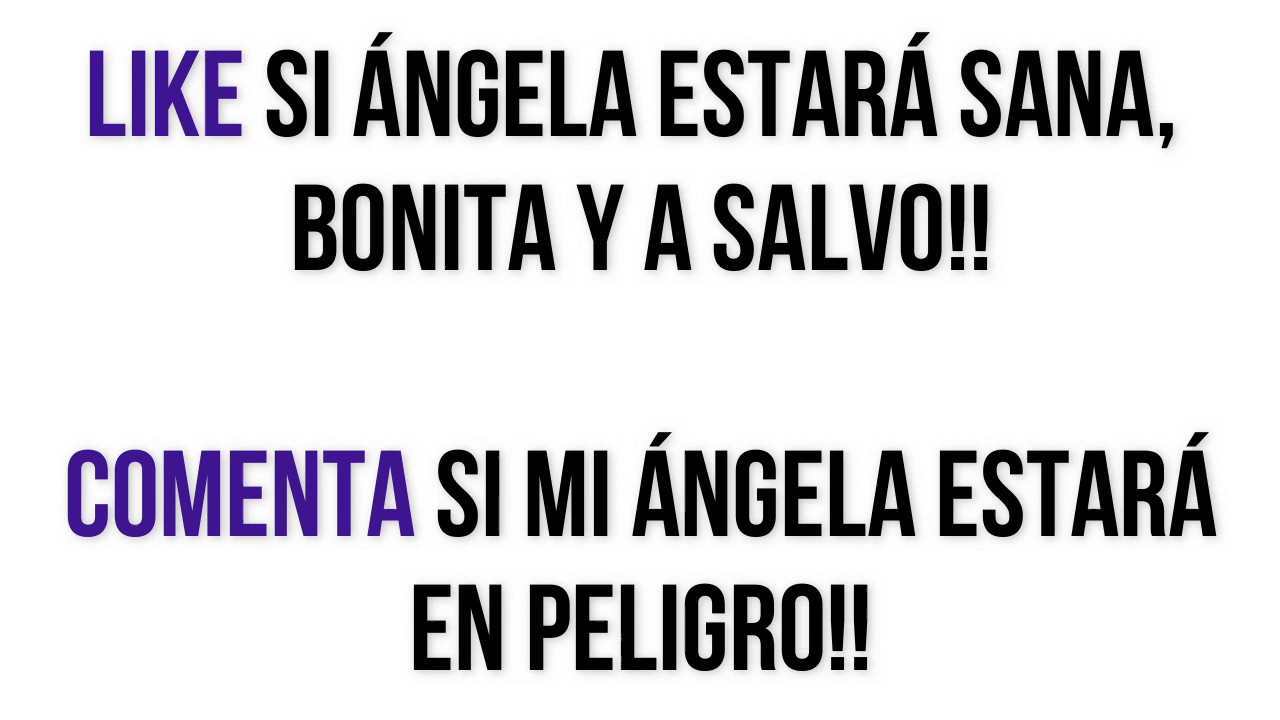 LIKE SI ÁNGELA ESTARÁ SANA,
BONITA Y A SALVO!!
COMENTA SI MI ÁNGELA ESTARÁ
EN PELIGRO!!